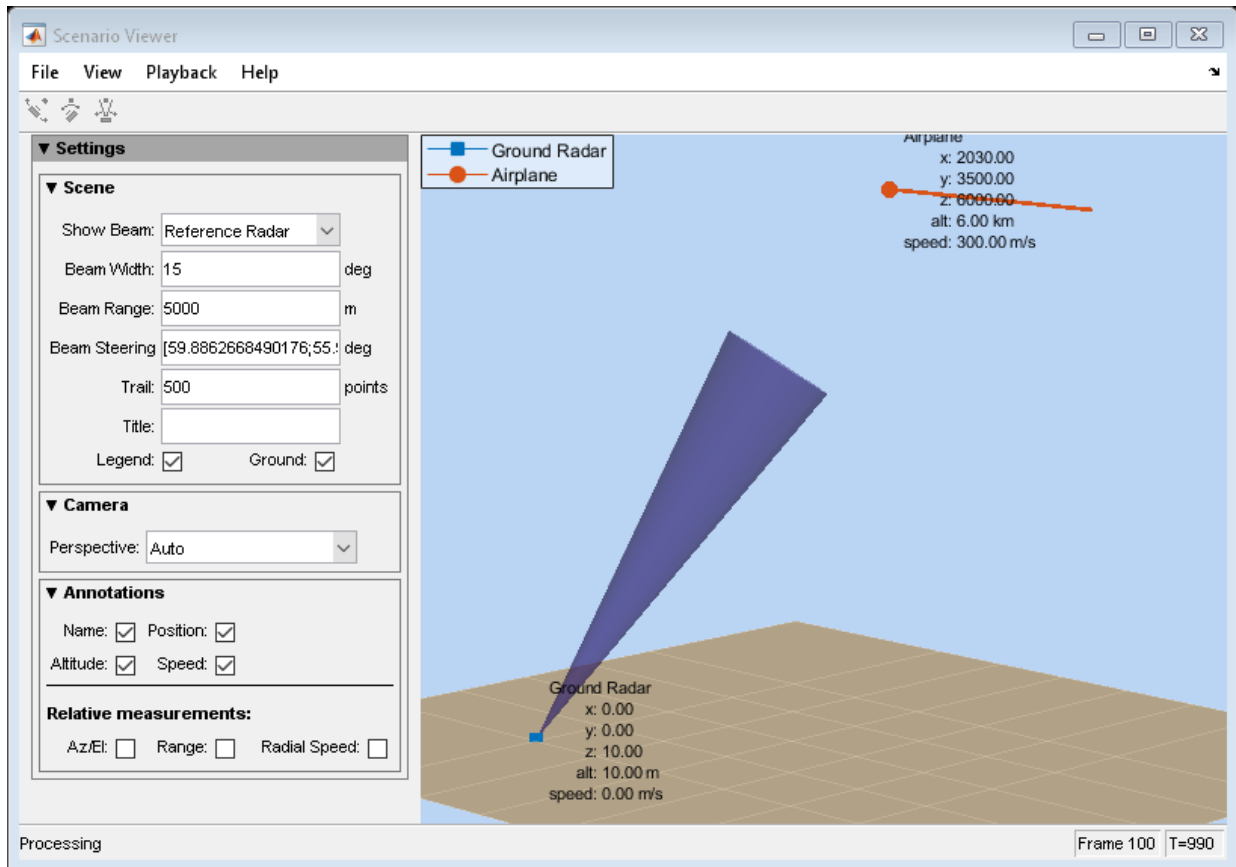 Scenario Viewer
File View Playback Help
Settings
Scene
Show Beam: Reference Radar
Beam Width: 15 deg
Beam Range: 5000 m
Beam Steering [59.8862668490176;55. deg
Trail: 500 points
Title:
Legend: Ground:
Camera
Perspective: Auto
Annotations
Name: Position:
Altitude: Speed:
Relative measurements:
Az/El: Range: Radial Speed:
Ground Radar
Airplane
Airplane
x: 2030.00
y: 3500.00
z: 6000.00
alt: 6.00 km
speed: 300.00 m/s
Ground Radar
x: 0.00
y: 0.00
z: 10.00
alt: 10.00 m
speed: 0.00 m/s
Processing Frame 100 T=990